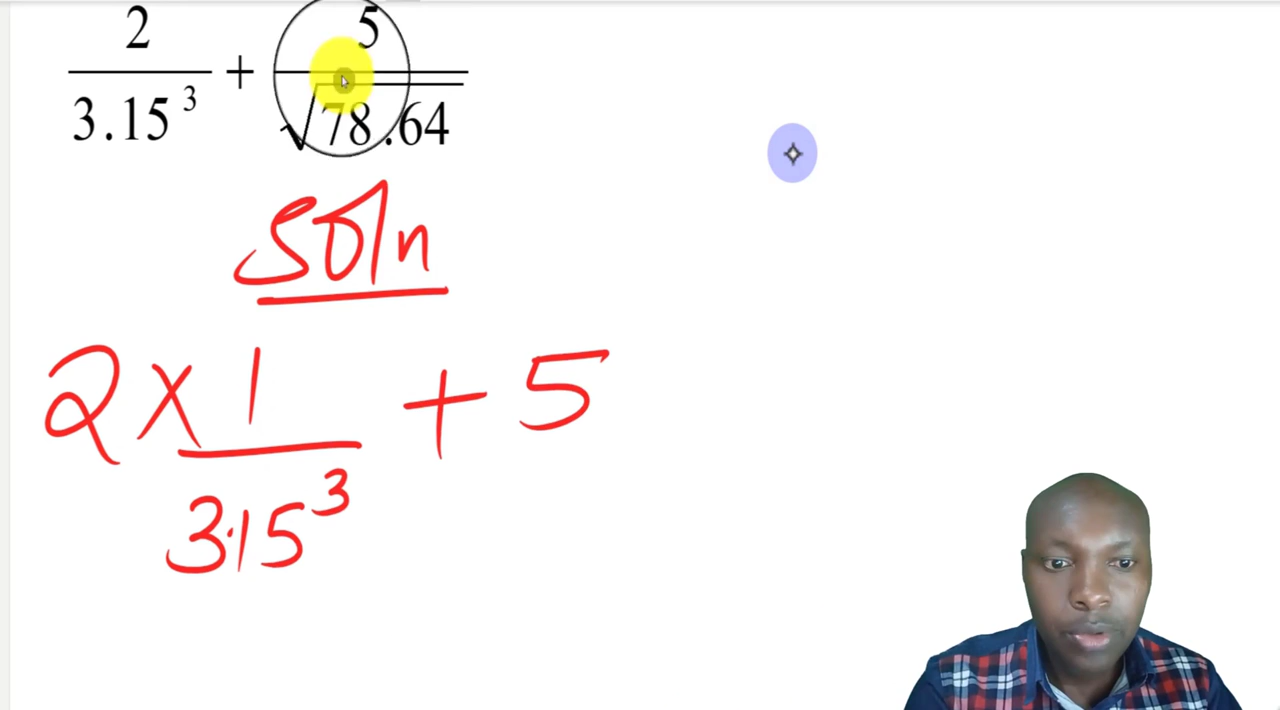 2/3.15³ + 5/√78.64
soln
2 × 1/3.15³ + 5